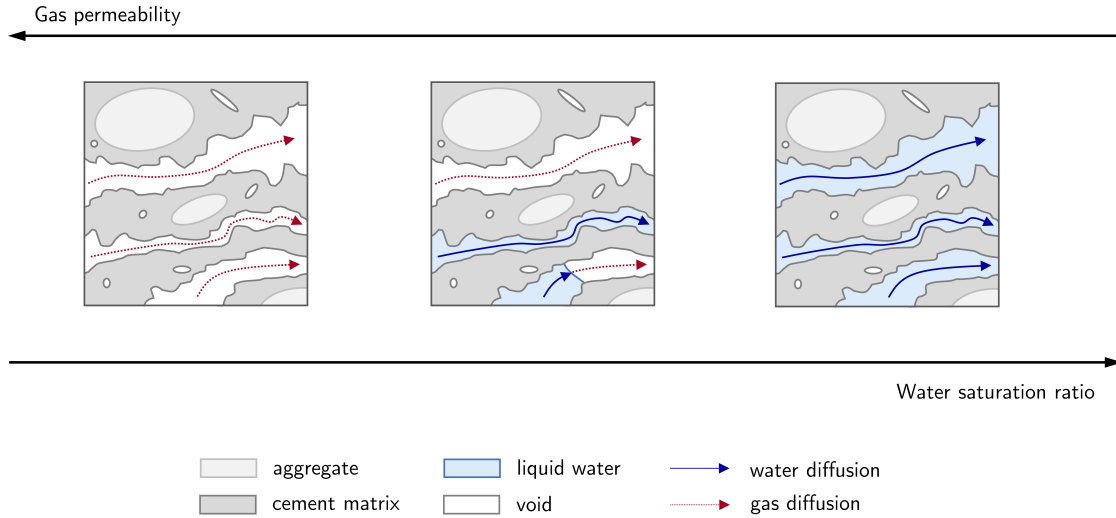 Gas permeability
Water saturation ratio
aggregate
liquid water
water diffusion
cement matrix
void
gas diffusion